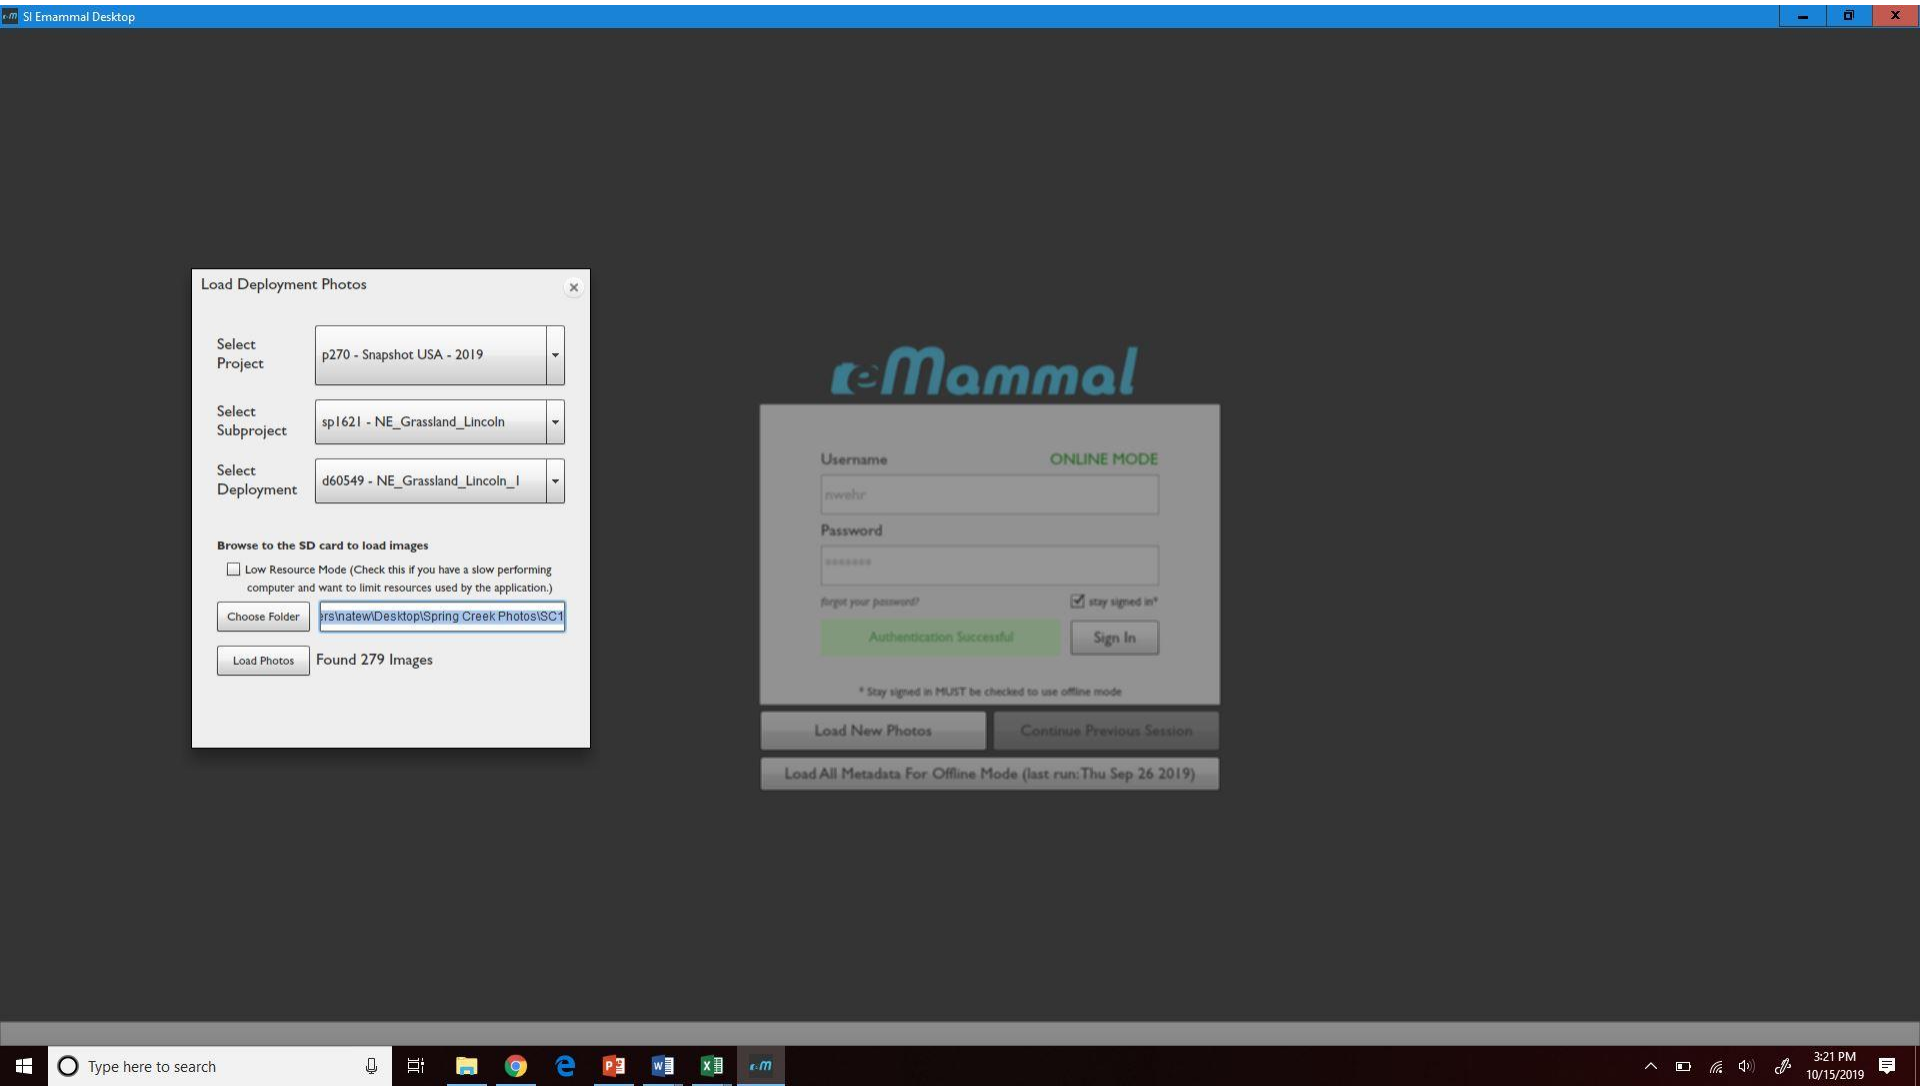 SI Emammal Desktop
Load Deployment Photos
Select
Project
p270 - Snapshot USA - 2019
Select
Subproject
sp1621 - NE_Grassland_Lincoln
Select
Deployment
d60549 - NE_Grassland_Lincoln_1
Browse to the SD card to load images
Low Resource Mode (Check this if you have a slow performing
computer and want to limit resources used by the application.)
Choose Folder
ers\natew\Desktop\Spring Creek Photos\SC1
Load Photos
Found 279 Images
eMammal
Username
ONLINE MODE
nwehr
Password
*******
forgot your password?
stay signed in*
Authentication Successful
Sign In
* Stay signed in MUST be checked to use offline mode
Load New Photos
Continue Previous Session
Load All Metadata For Offline Mode (last run:Thu Sep 26 2019)
Type here to search
3:21 PM
10/15/2019